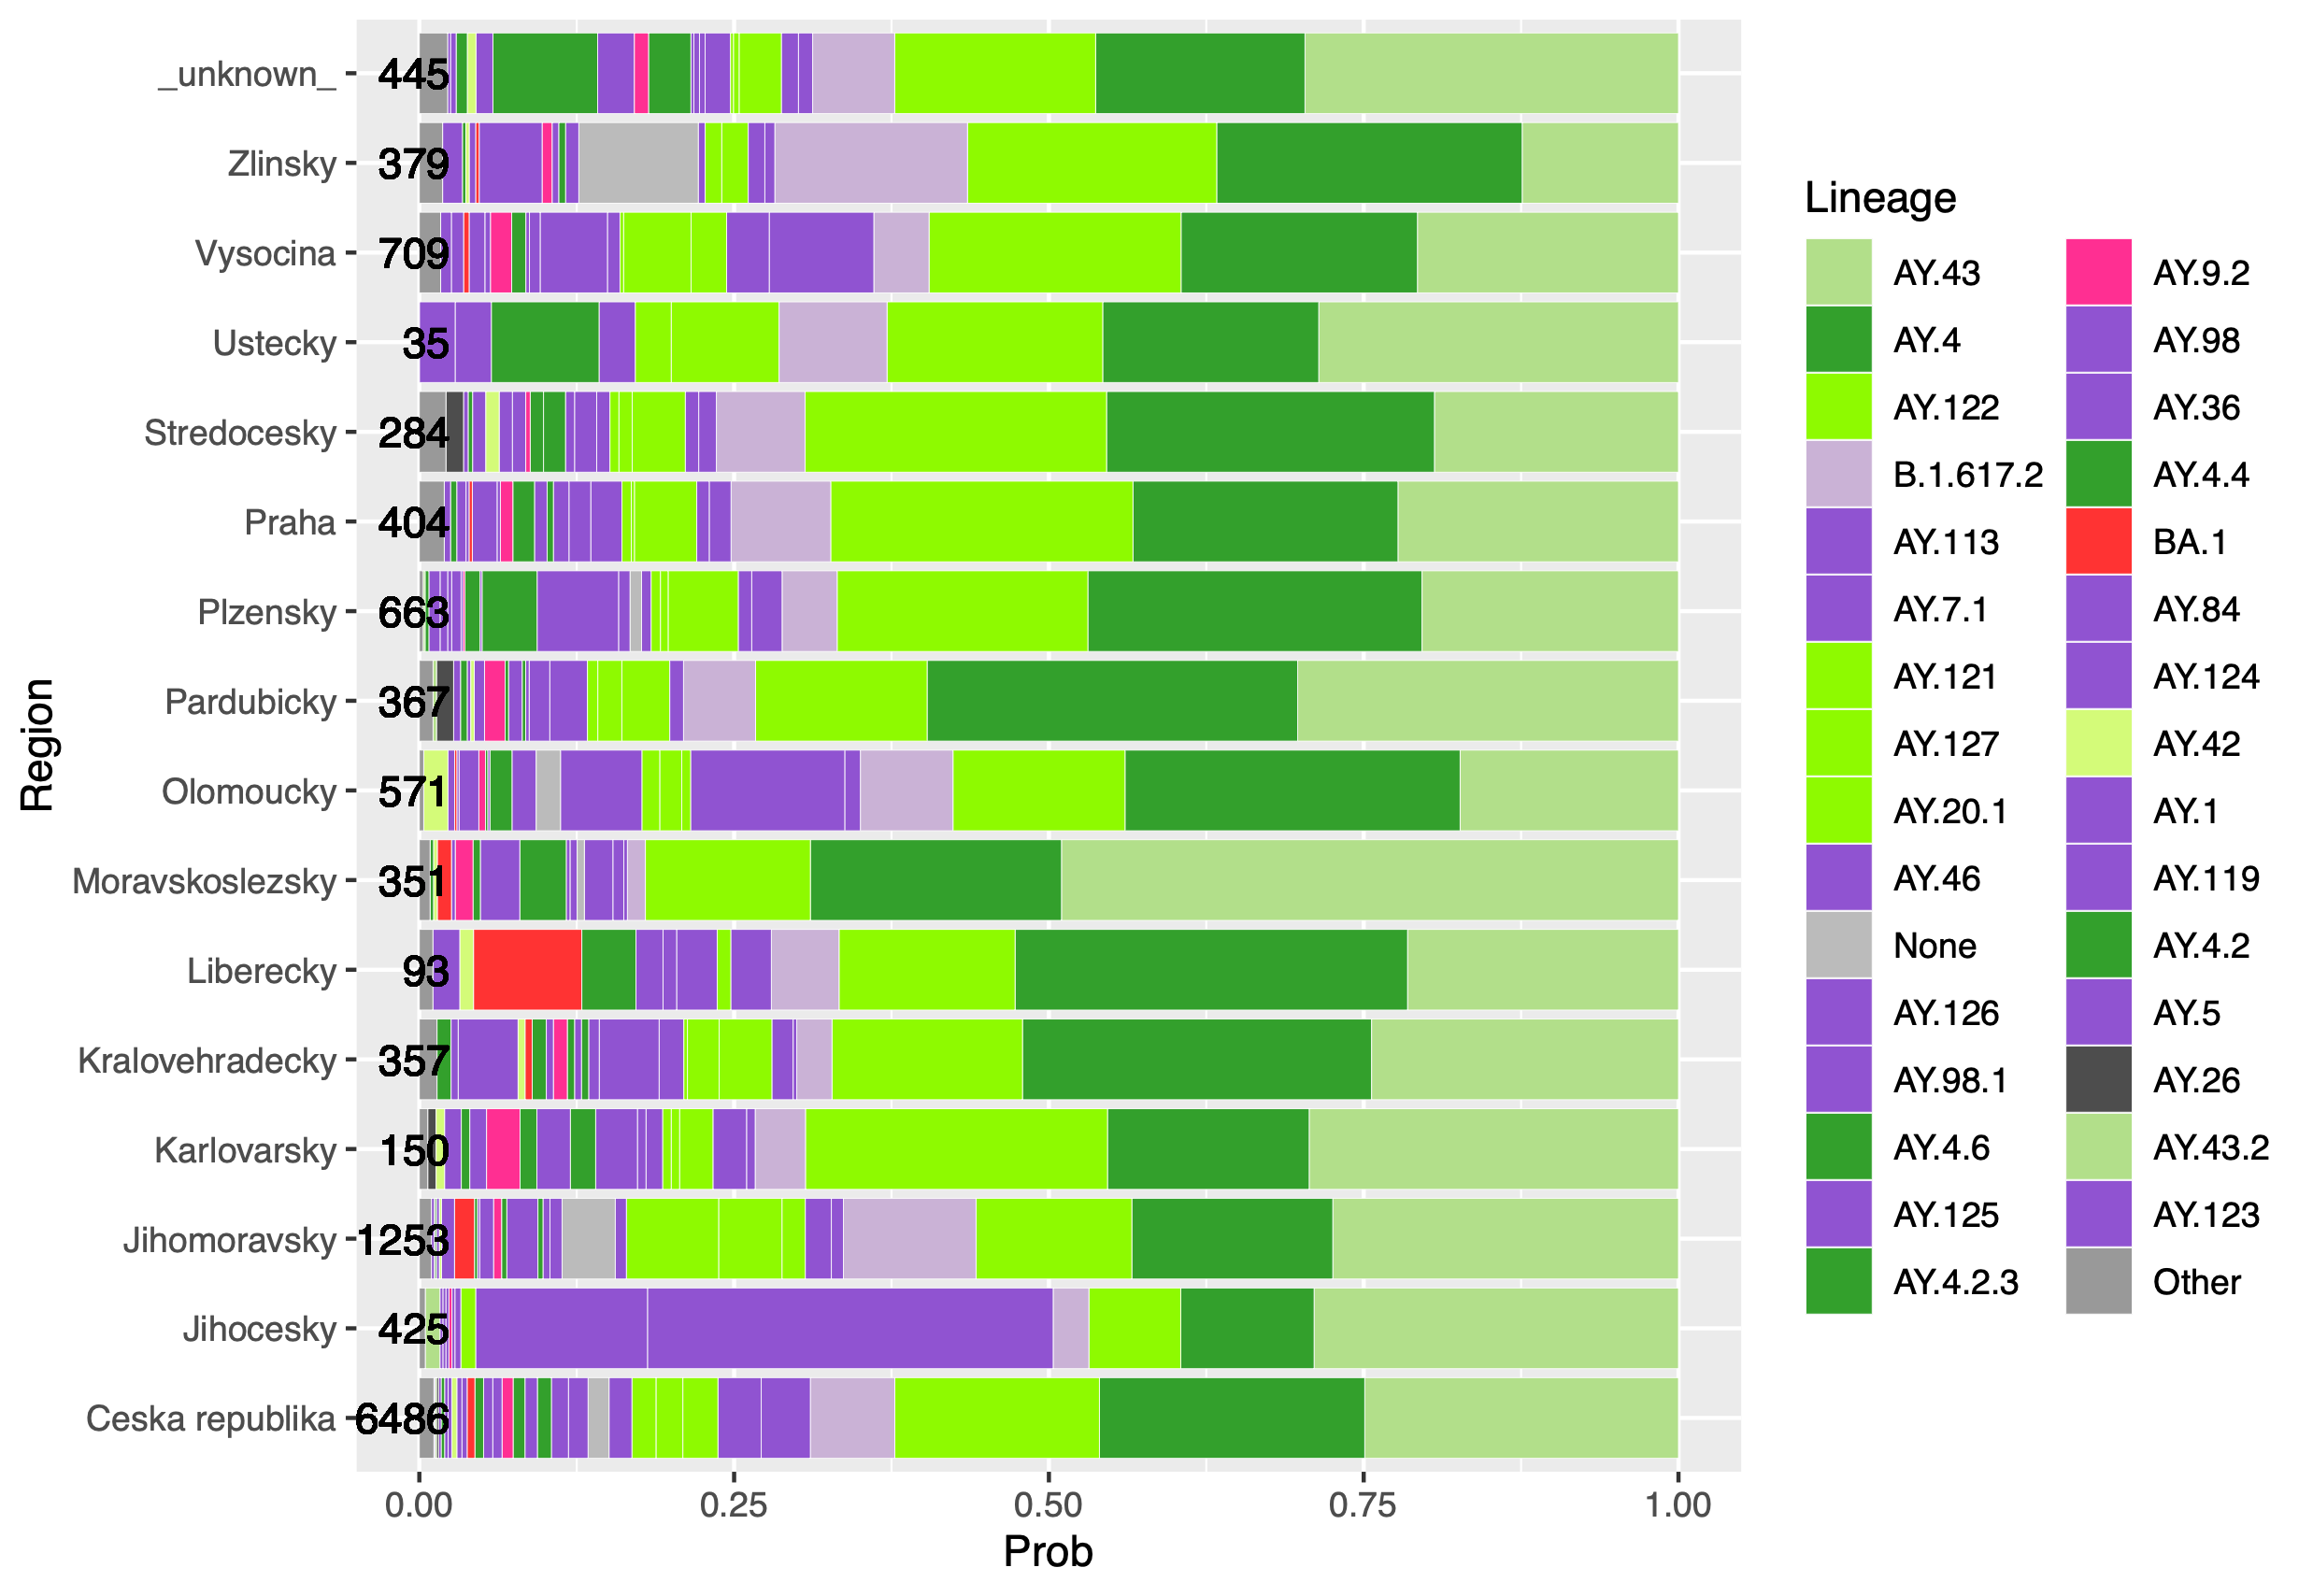 Region
_unknown_ 445
Zlinsky 379
Vysocina 709
Ustecky 35
Stredocesky 284
Praha 404
Plzensky 663
Pardubicky 367
Olomoucky 571
Moravskoslezsky 351
Liberecky 93
Kralovehradecky 357
Karlovarsky 150
Jihomoravsky 1253
Jihocesky 425
Ceska republika 6486
0.00 0.25 0.50 0.75 1.00
Prob
Lineage
AY.43
AY.4
AY.122
B.1.617.2
AY.113
AY.7.1
AY.121
AY.127
AY.20.1
AY.46
None
AY.126
AY.98.1
AY.4.6
AY.125
AY.4.2.3
AY.9.2
AY.98
AY.36
AY.4.4
BA.1
AY.84
AY.124
AY.42
AY.1
AY.119
AY.4.2
AY.5
AY.26
AY.43.2
AY.123
Other